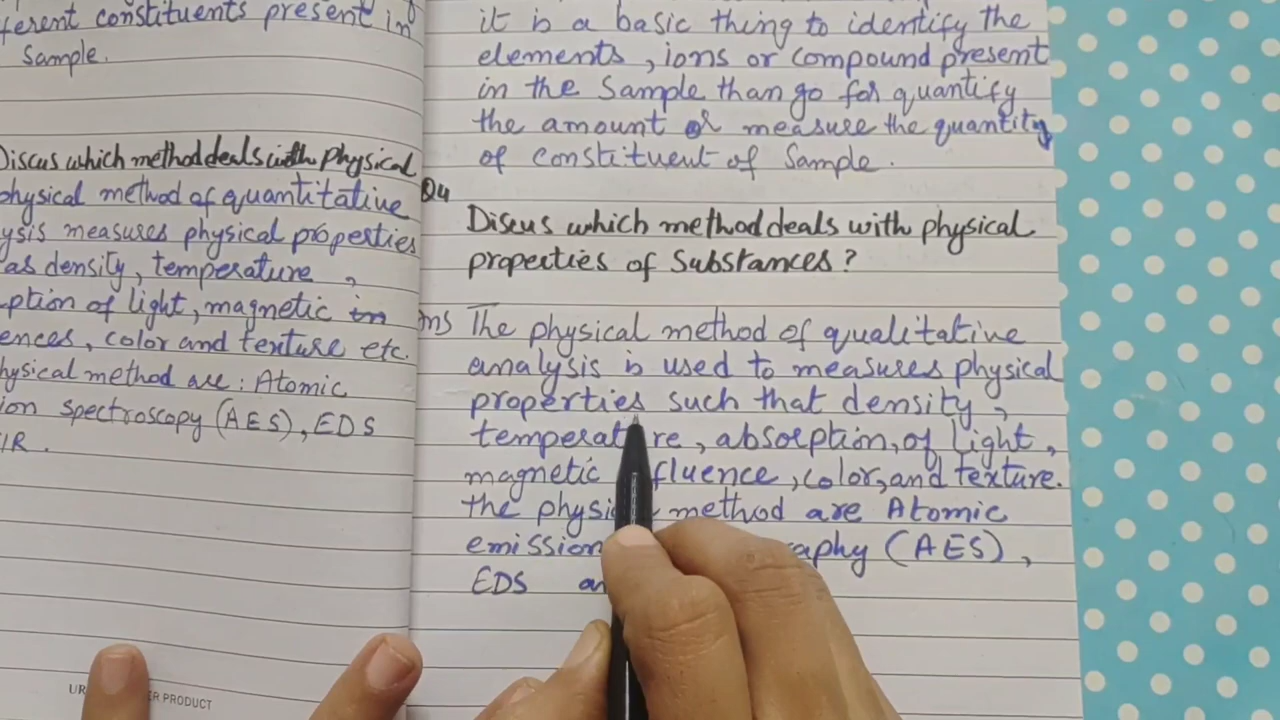 ferent constituents present in
Sample.
Discus which method deals with physical
physical method of quantitative
ysis measures physical properties
as density, temperature,
ption of light, magnetic in
ences, color and texture etc.
hysical method are: Atomic
ion spectroscopy (AES), EDS
IR.
UR ER PRODUCT
it is a basic thing to identify the
elements, ions or compound present
in the Sample than go for quantify
the amount or measure the quantity
of constituent of Sample.
Q4
Discus which method deals with physical
properties of Substances?
Ans The physical method of qualitative
analysis is used to measures physical
properties such that density,
temperat re, absorption, of light,
magnetic fluence, color, and texture.
the physi method are Atomic
emission aphy (AES),
EDS an